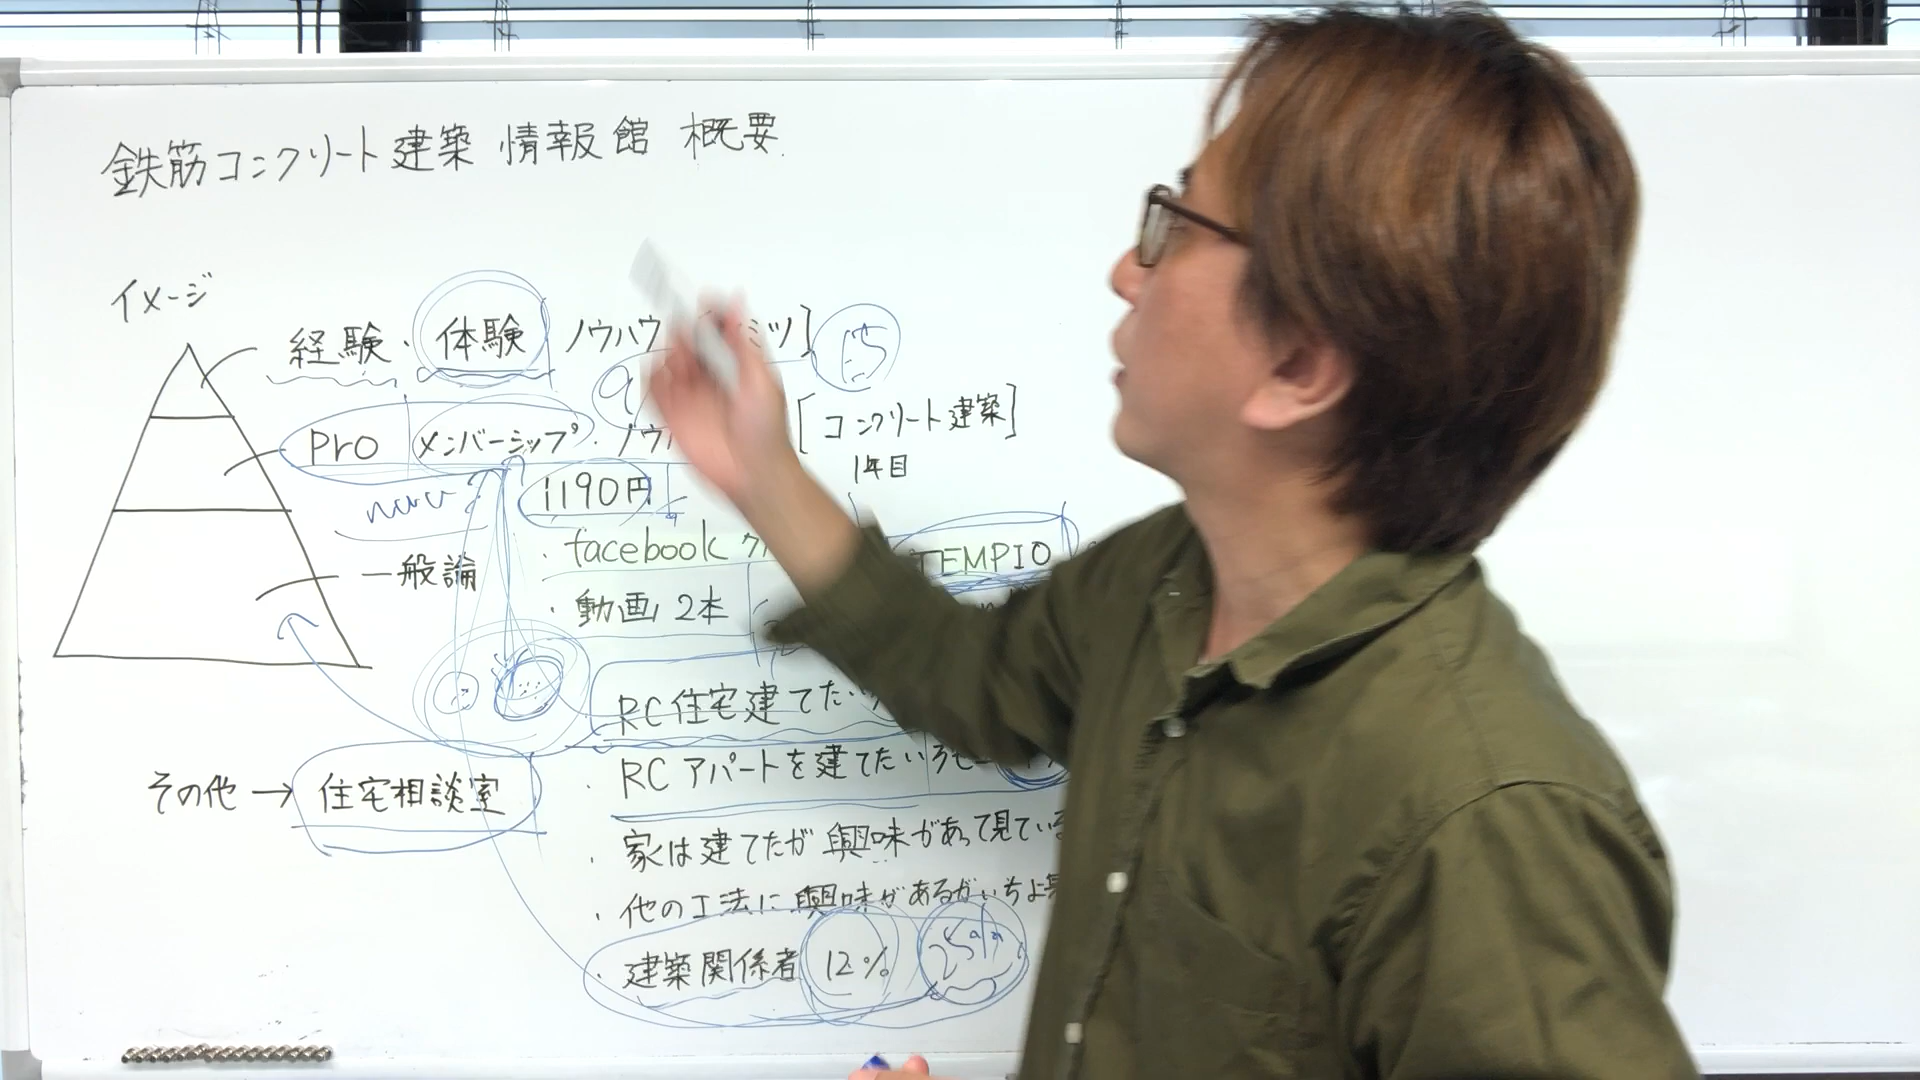 鉄筋コンクリート建築 情報館 概要
イメージ
経験・体験 ノウハウ ミツ] 15
Pro メンバーシップ・ノウ [コンクリート建築]
1年目
1190円
・facebook
TEMPIO
一般論
・動画 2本
RC住宅建てたい
その他→住宅相談室
・RCアパートを建てたい
・家は建てたが興味があって見ている
・他の工法に興味があるが いちよ
・建築関係者 12% 25%